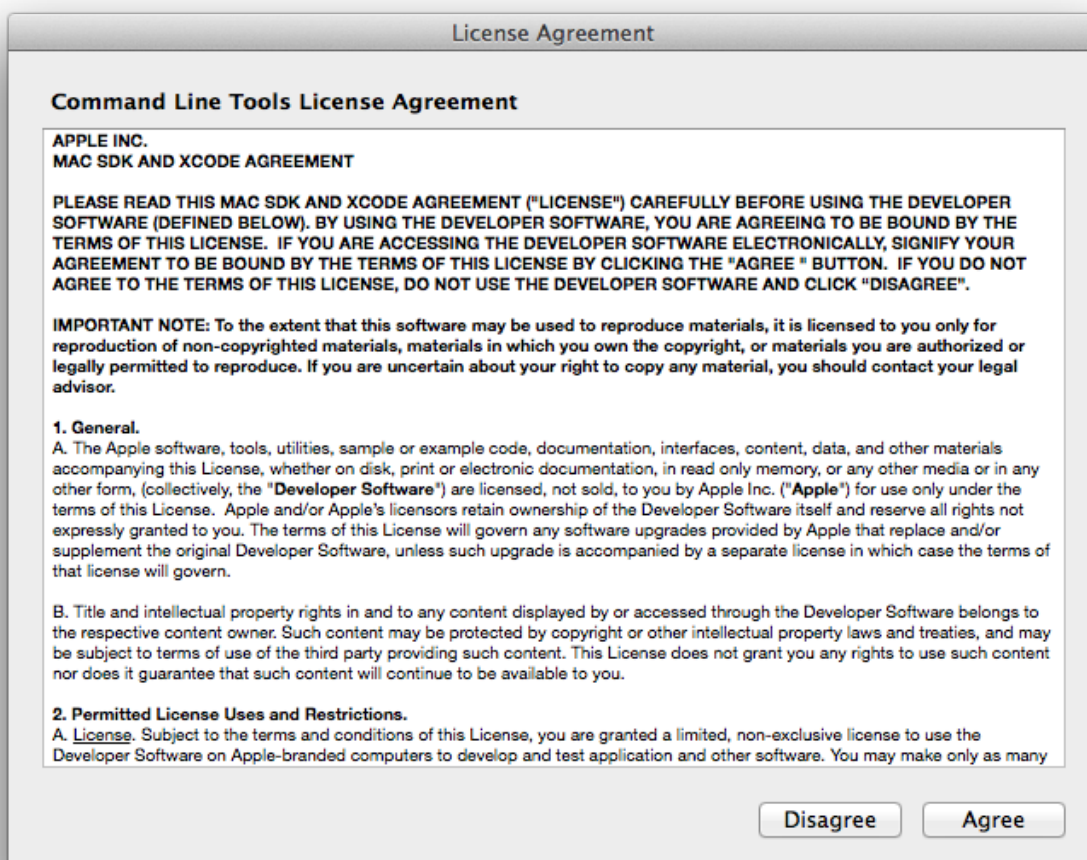 License Agreement
Command Line Tools License Agreement
APPLE INC.
MAC SDK AND XCODE AGREEMENT
PLEASE READ THIS MAC SDK AND XCODE AGREEMENT ("LICENSE") CAREFULLY BEFORE USING THE DEVELOPER
SOFTWARE (DEFINED BELOW). BY USING THE DEVELOPER SOFTWARE, YOU ARE AGREEING TO BE BOUND BY THE
TERMS OF THIS LICENSE.  IF YOU ARE ACCESSING THE DEVELOPER SOFTWARE ELECTRONICALLY, SIGNIFY YOUR
AGREEMENT TO BE BOUND BY THE TERMS OF THIS LICENSE BY CLICKING THE "AGREE " BUTTON.  IF YOU DO NOT
AGREE TO THE TERMS OF THIS LICENSE, DO NOT USE THE DEVELOPER SOFTWARE AND CLICK “DISAGREE”.
IMPORTANT NOTE: To the extent that this software may be used to reproduce materials, it is licensed to you only for
reproduction of non-copyrighted materials, materials in which you own the copyright, or materials you are authorized or
legally permitted to reproduce. If you are uncertain about your right to copy any material, you should contact your legal
advisor.
1. General.
A. The Apple software, tools, utilities, sample or example code, documentation, interfaces, content, data, and other materials
accompanying this License, whether on disk, print or electronic documentation, in read only memory, or any other media or in any
other form, (collectively, the "Developer Software") are licensed, not sold, to you by Apple Inc. ("Apple") for use only under the
terms of this License.  Apple and/or Apple’s licensors retain ownership of the Developer Software itself and reserve all rights not
expressly granted to you. The terms of this License will govern any software upgrades provided by Apple that replace and/or
supplement the original Developer Software, unless such upgrade is accompanied by a separate license in which case the terms of
that license will govern.
B. Title and intellectual property rights in and to any content displayed by or accessed through the Developer Software belongs to
the respective content owner. Such content may be protected by copyright or other intellectual property laws and treaties, and may
be subject to terms of use of the third party providing such content. This License does not grant you any rights to use such content
nor does it guarantee that such content will continue to be available to you.
2. Permitted License Uses and Restrictions.
A. License. Subject to the terms and conditions of this License, you are granted a limited, non-exclusive license to use the
Developer Software on Apple-branded computers to develop and test application and other software. You may make only as many
Disagree
Agree